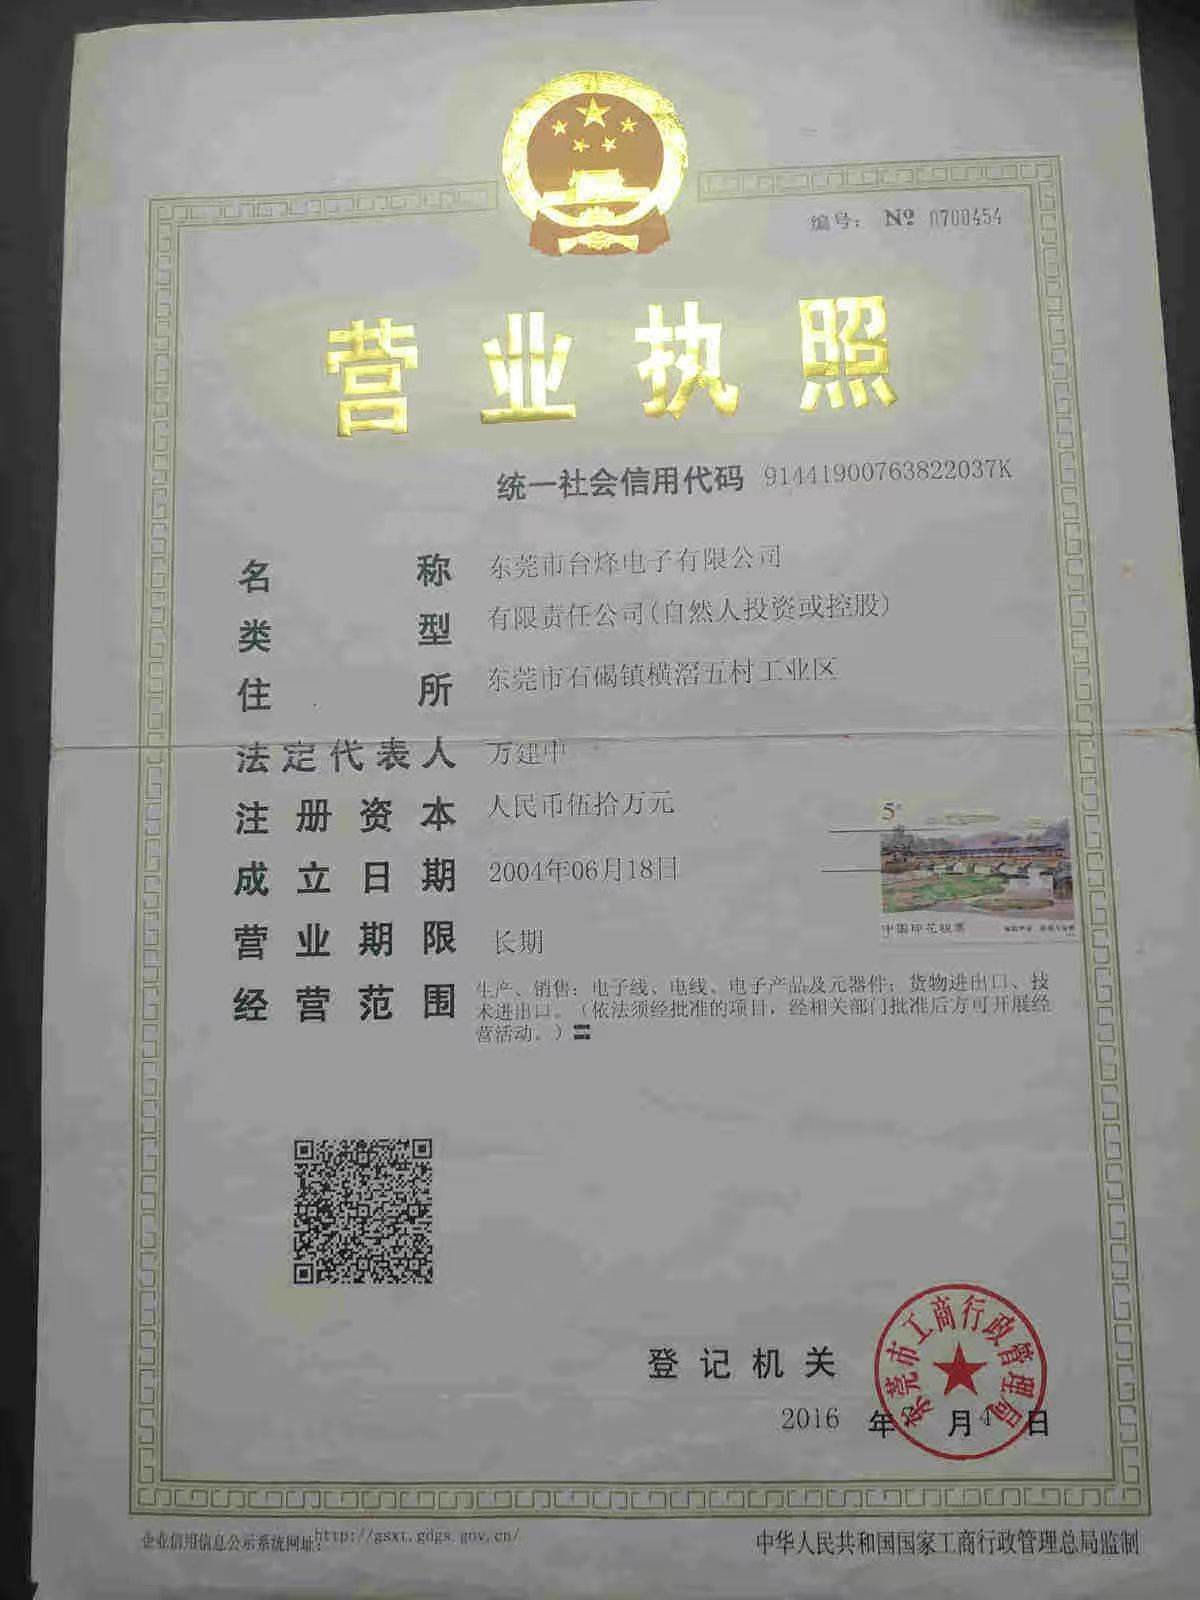 编号: Nº 0700454
营业执照
统一社会信用代码 91441900763822037K
名称 东莞市台烽电子有限公司
类型 有限责任公司(自然人投资或控股)
住所 东莞市石碣镇横滘五村工业区
法定代表人 万建中
注册资本 人民币伍拾万元
成立日期 2004年06月18日
营业期限 长期
经营范围 生产、销售：电子线、电线、电子产品及元器件；货物进出口、技
术进出口。（依法须经批准的项目，经相关部门批准后方可开展经
营活动。）
5
中国印花税票
登记机关
东莞市工商行政管理局
2016 年 月 4 日
企业信用信息公示系统网址：http://gsxt.gdgs.gov.cn/
中华人民共和国国家工商行政管理总局监制